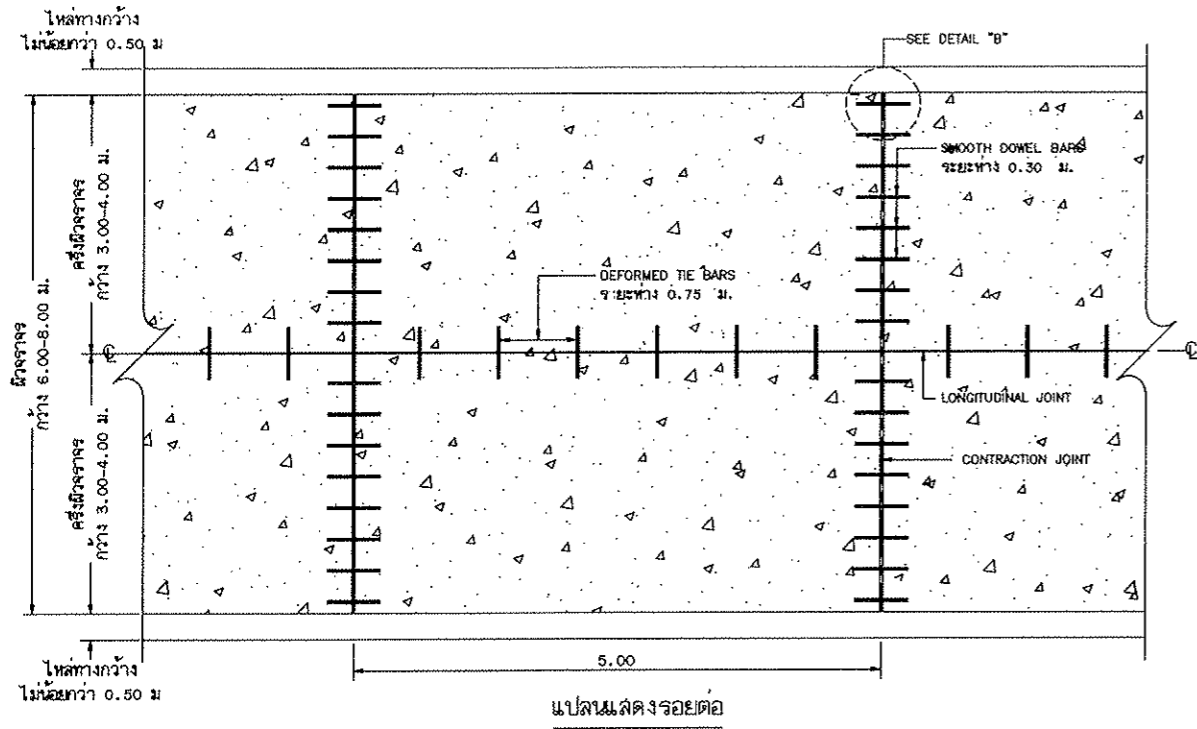 ไหล่ทางกว้าง
ไม่น้อยกว่า 0.50 ม
SEE DETAIL "B"
SMOOTH DOWEL BARS
ระยะห่าง 0.30 ม.
DEFORMED TIE BARS
ระยะห่าง 0.75 ม.
ผิวจราจร
กว้าง 6.00-8.00 ม.
ครึ่งผิวจราจร
กว้าง 3.00-4.00 ม.
℄
℄
LONGITUDINAL JOINT
ครึ่งผิวจราจร
กว้าง 3.00-4.00 ม.
CONTRACTION JOINT
ไหล่ทางกว้าง
ไม่น้อยกว่า 0.50 ม
5.00
แปลนแสดงรอยต่อ